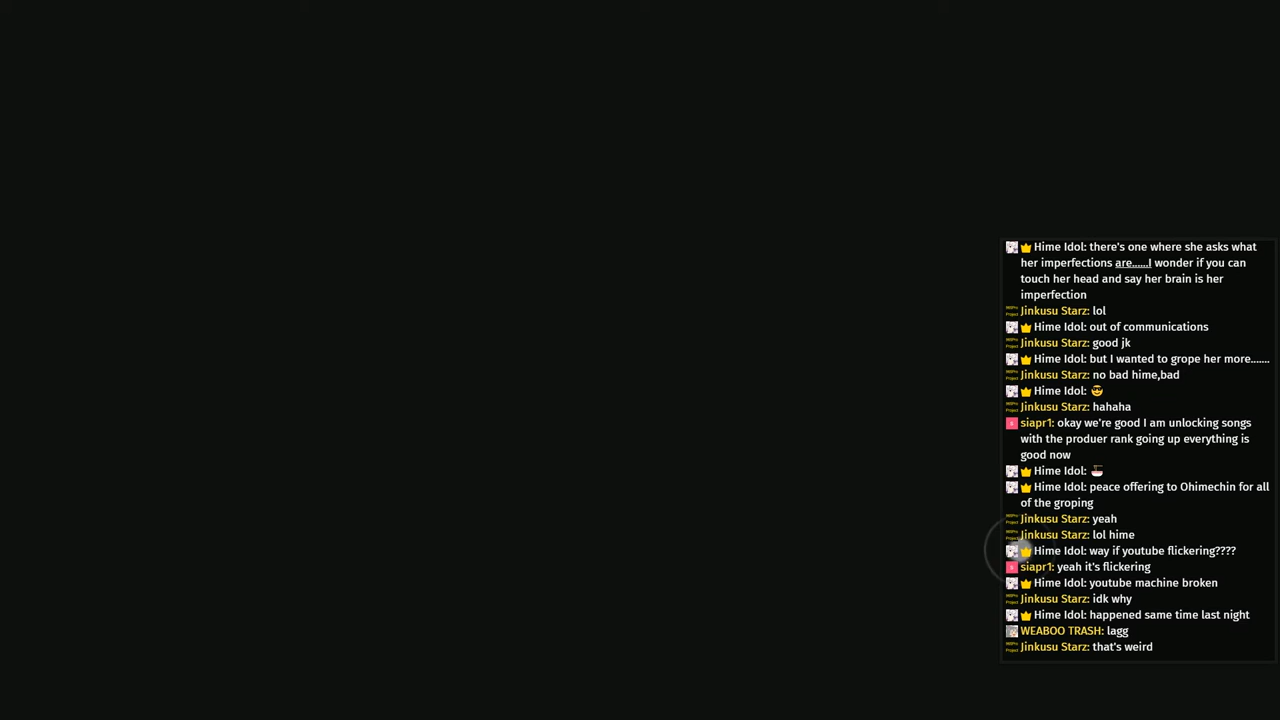 Hime Idol: there's one where she asks what
her imperfections are......I wonder if you can
touch her head and say her brain is her
imperfection
Jinkusu Starz: lol
Hime Idol: out of communications
Jinkusu Starz: good jk
Hime Idol: but I wanted to grope her more.......
Jinkusu Starz: no bad hime,bad
Hime Idol: 😎
Jinkusu Starz: hahaha
siapr1: okay we're good I am unlocking songs
with the produer rank going up everything is
good now
Hime Idol: 🍜
Hime Idol: peace offering to Ohimechin for all
of the groping
Jinkusu Starz: yeah
Jinkusu Starz: lol hime
Hime Idol: way if youtube flickering????
siapr1: yeah it's flickering
Hime Idol: youtube machine broken
Jinkusu Starz: idk why
Hime Idol: happened same time last night
WEABOO TRASH: lagg
Jinkusu Starz: that's weird